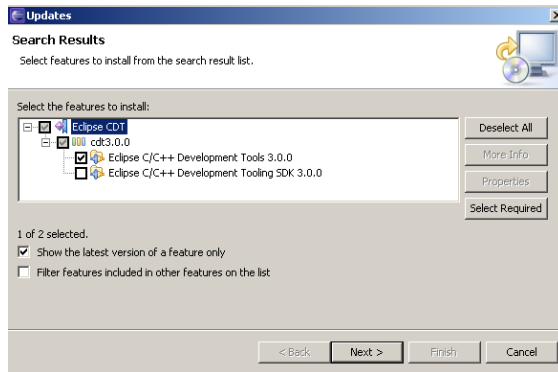 Updates
Search Results
Select features to install from the search result list.
Select the features to install:
Eclipse CDT
cdt3.0.0
Eclipse C/C++ Development Tools 3.0.0
Eclipse C/C++ Development Tooling SDK 3.0.0
Deselect All
More Info
Properties
Select Required
1 of 2 selected.
Show the latest version of a feature only
Filter features included in other features on the list
< Back Next > Finish Cancel